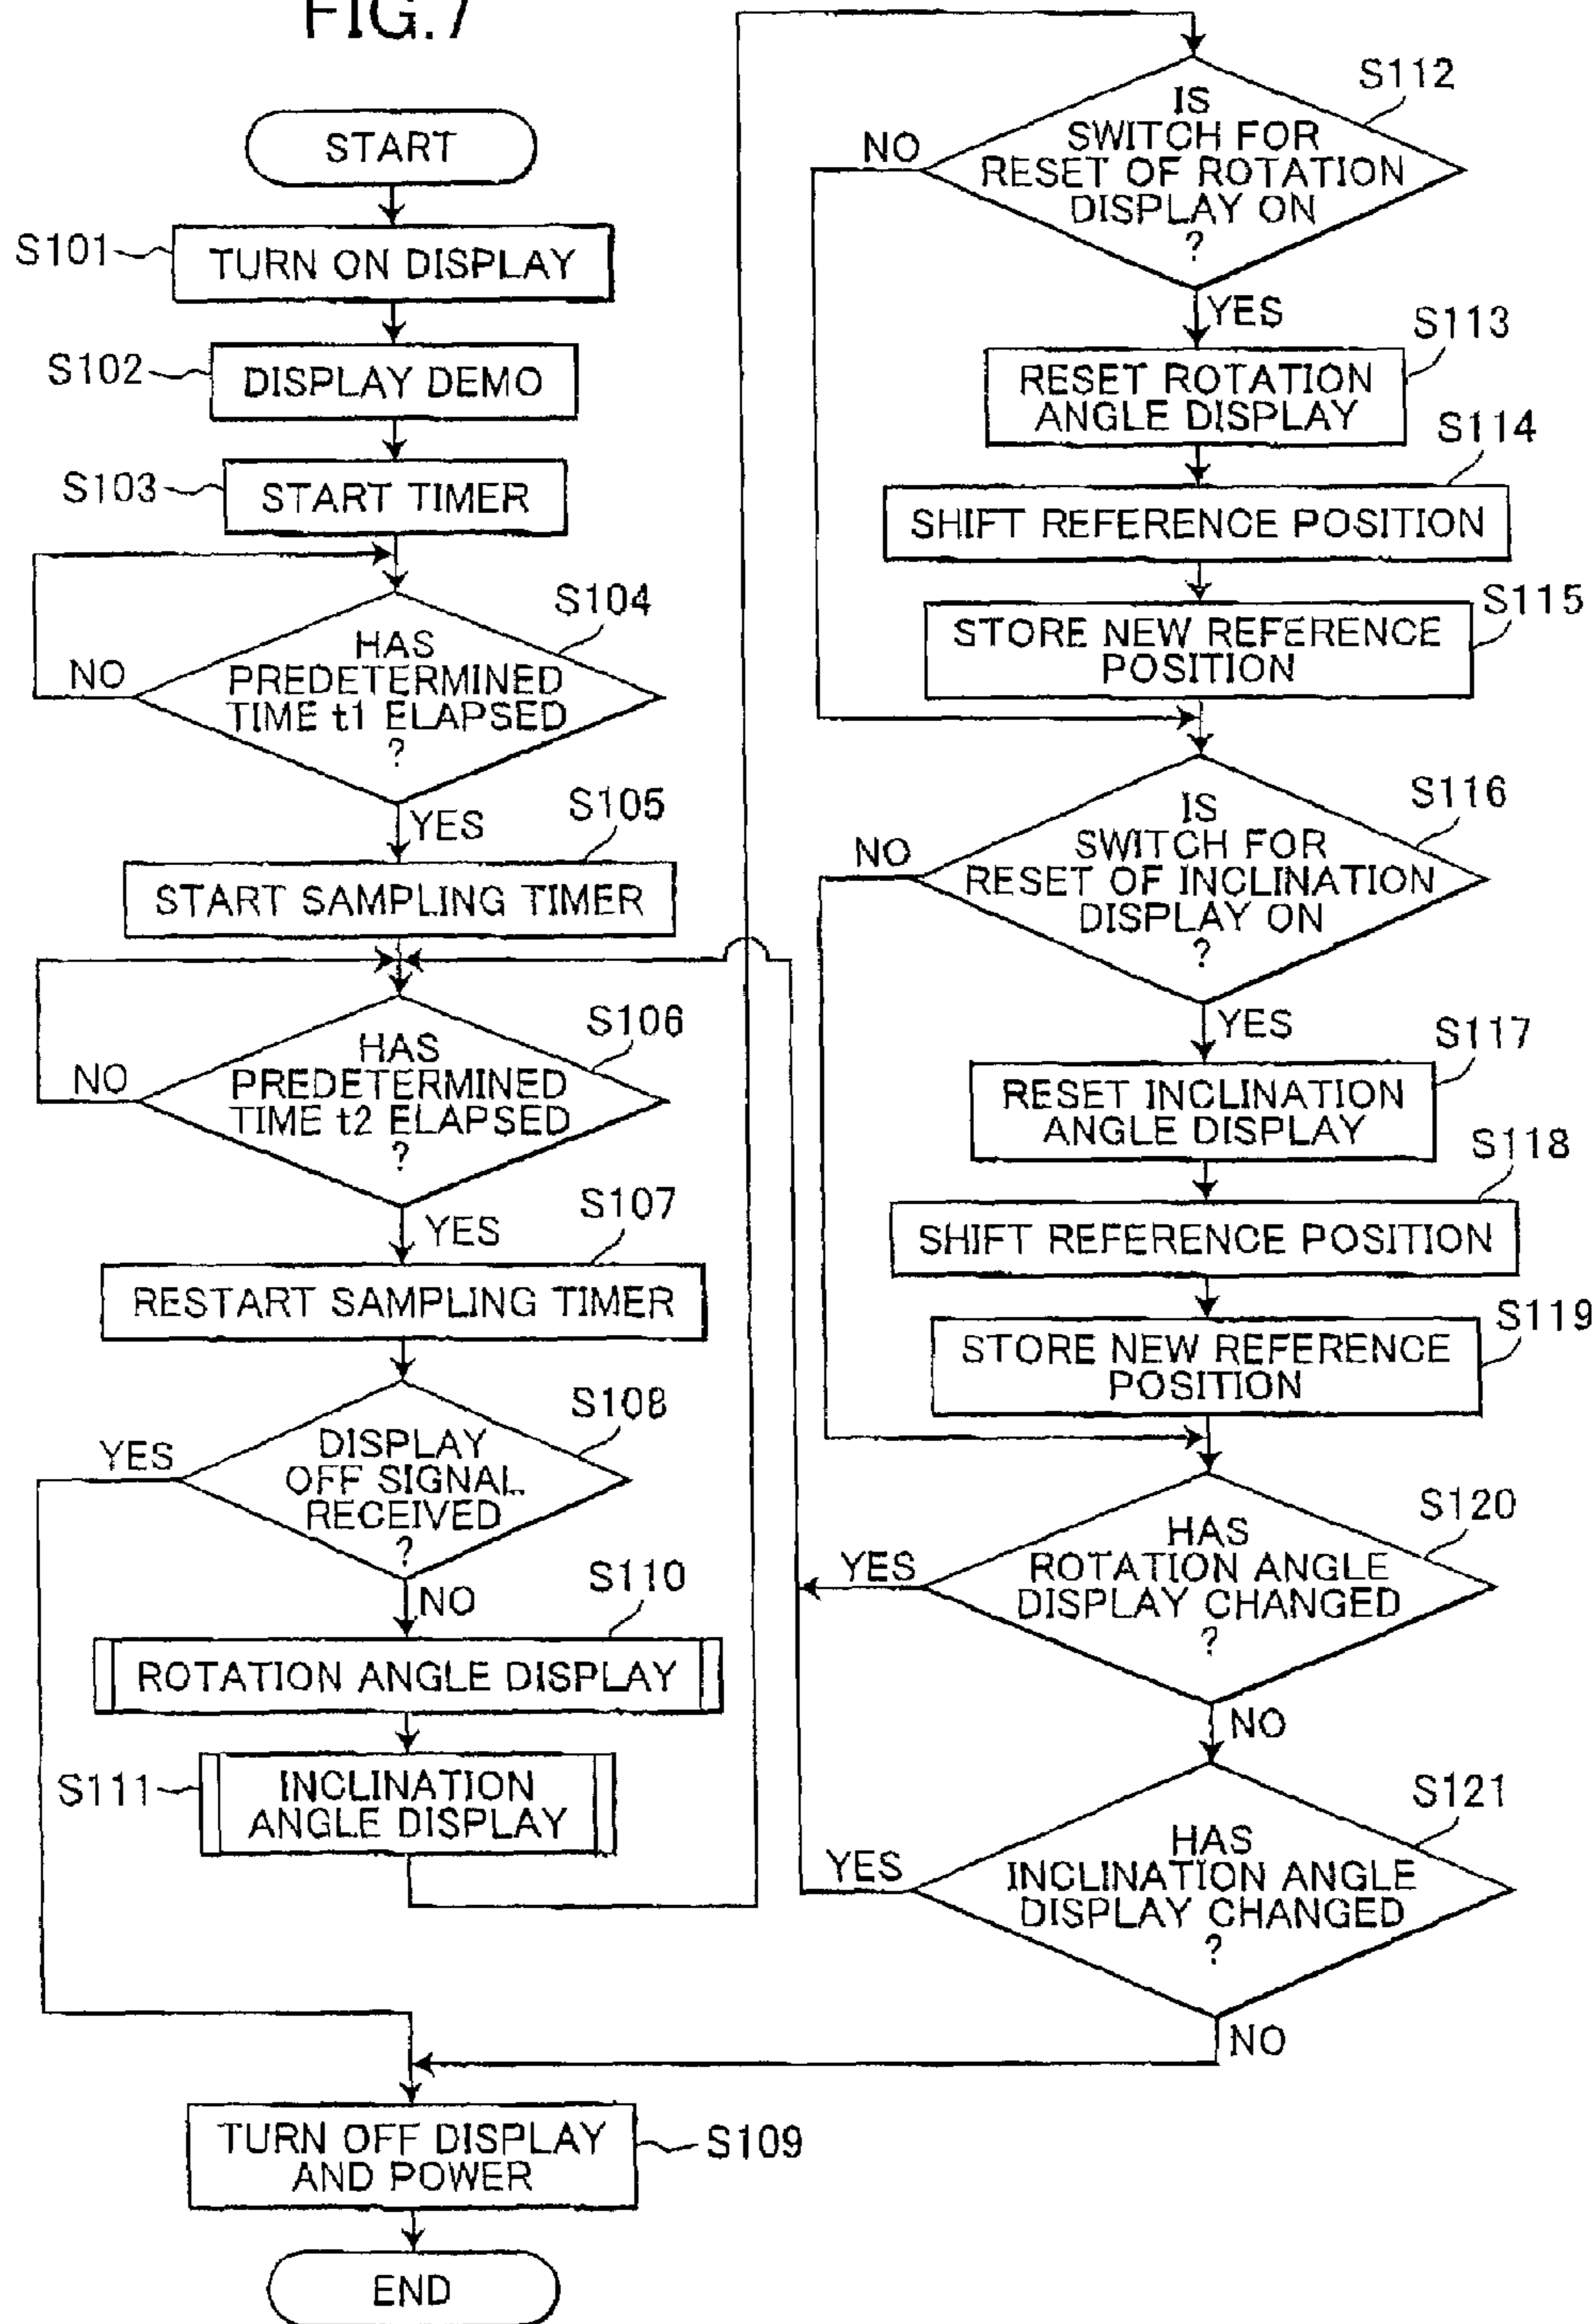 FIG.7
START
S101
TURN ON DISPLAY
S102
DISPLAY DEMO
S103
START TIMER
S104
HAS
PREDETERMINED
TIME t1 ELAPSED
?
NO
YES
S105
START SAMPLING TIMER
S106
HAS
PREDETERMINED
TIME t2 ELAPSED
?
NO
YES
S107
RESTART SAMPLING TIMER
S108
DISPLAY
OFF SIGNAL
RECEIVED
?
YES
NO
S110
ROTATION ANGLE DISPLAY
S111
INCLINATION
ANGLE DISPLAY
S112
IS
SWITCH FOR
RESET OF ROTATION
DISPLAY ON
?
NO
YES
S113
RESET ROTATION
ANGLE DISPLAY
S114
SHIFT REFERENCE POSITION
S115
STORE NEW REFERENCE
POSITION
S116
IS
SWITCH FOR
RESET OF INCLINATION
DISPLAY ON
?
NO
YES
S117
RESET INCLINATION
ANGLE DISPLAY
S118
SHIFT REFERENCE POSITION
S119
STORE NEW REFERENCE
POSITION
S120
HAS
ROTATION ANGLE
DISPLAY CHANGED
?
YES
NO
S121
HAS
INCLINATION ANGLE
DISPLAY CHANGED
?
YES
NO
TURN OFF DISPLAY
AND POWER
S109
END